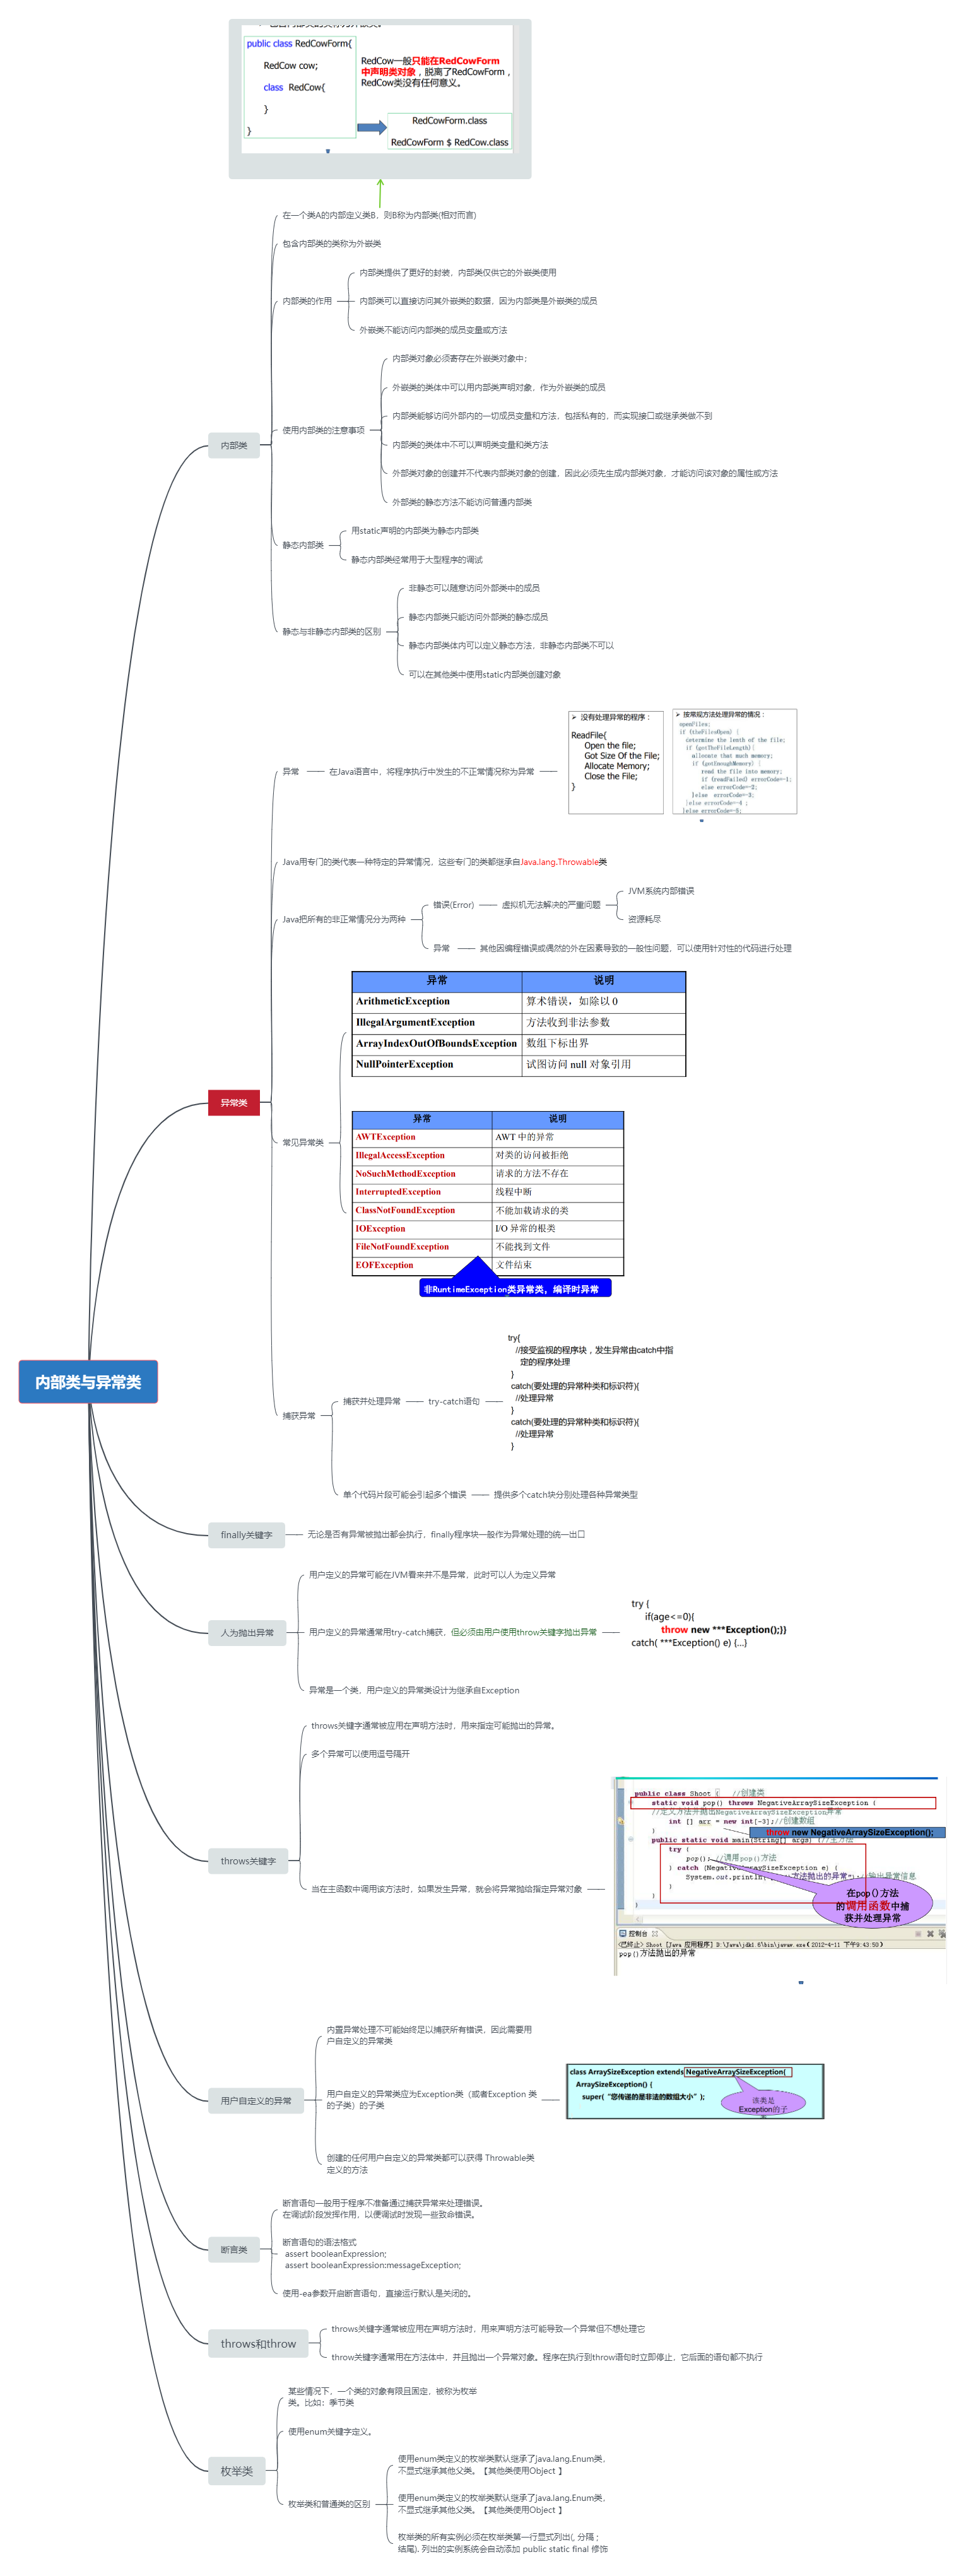 public class RedCowForm{
RedCow cow;
class RedCow{
}
}
RedCow一般只能在RedCowForm
中声明类对象，脱离了RedCowForm，
RedCow类没有任何意义。
RedCowForm.class
RedCowForm $ RedCow.class
内部类与异常类
内部类
在一个类A的内部定义类B，则B称为内部类(相对而言)
包含内部类的类称为外嵌类
内部类的作用
内部类提供了更好的封装，内部类仅供它的外嵌类使用
内部类可以直接访问其外嵌类的数据，因为内部类是外嵌类的成员
外嵌类不能访问内部类的成员变量或方法
使用内部类的注意事项
内部类对象必须寄存在外嵌类对象中；
外嵌类的类体中可以用内部类声明对象，作为外嵌类的成员
内部类能够访问外部内的一切成员变量和方法，包括私有的，而实现接口或继承类做不到
内部类的类体中不可以声明类变量和类方法
外部类对象的创建并不代表内部类对象的创建，因此必须先生成内部类对象，才能访问该对象的属性或方法
外部类的静态方法不能访问普通内部类
静态内部类
用static声明的内部类为静态内部类
静态内部类经常用于大型程序的调试
静态与非静态内部类的区别
非静态可以随意访问外部类中的成员
静态内部类只能访问外部类的静态成员
静态内部类体内可以定义静态方法，非静态内部类不可以
可以在其他类中使用static内部类创建对象
异常类
异常
在Java语言中，将程序执行中发生的不正常情况称为异常
➢ 没有处理异常的程序：
ReadFile{
Open the file;
Got Size Of the File;
Allocate Memory;
Close the File;
}
➢ 按常规方法处理异常的情况：
openFiles;
if (theFilesOpen) {
determine the lenth of the file;
if (gotTheFileLength){
allocate that much memory;
if (gotEnoughMemory) {
read the file into memory;
if (readFailed) errorCode=-1;
else errorCode=-2;
}else errorCode=-3;
}else errorCode=-4 ;
}else errorCode=-5;
Java用专门的类代表一种特定的异常情况，这些专门的类都继承自Java.lang.Throwable类
Java把所有的非正常情况分为两种
错误(Error)
虚拟机无法解决的严重问题
JVM系统内部错误
资源耗尽
异常
其他因编程错误或偶然的外在因素导致的一般性问题，可以使用针对性的代码进行处理
常见异常类
异常 说明
ArithmeticException 算术错误，如除以 0
IllegalArgumentException 方法收到非法参数
ArrayIndexOutOfBoundsException 数组下标出界
NullPointerException 试图访问 null 对象引用
异常 说明
AWTException AWT 中的异常
IllegalAccessException 对类的访问被拒绝
NoSuchMethodException 请求的方法不存在
InterruptedException 线程中断
ClassNotFoundException 不能加载请求的类
IOException I/O 异常的根类
FileNotFoundException 不能找到文件
EOFException 文件结束
非RuntimeException类异常类，编译时异常
捕获异常
捕获并处理异常
try-catch语句
try{
//接受监视的程序块，发生异常由catch中指
定的程序处理
}
catch(要处理的异常种类和标识符){
//处理异常
}
catch(要处理的异常种类和标识符){
//处理异常
}
单个代码片段可能会引起多个错误
提供多个catch块分别处理各种异常类型
finally关键字
无论是否有异常被抛出都会执行，finally程序块一般作为异常处理的统一出□
人为抛出异常
用户定义的异常可能在JVM看来并不是异常，此时可以人为定义异常
用户定义的异常通常用try-catch捕获，但必须由用户使用throw关键字抛出异常
try {
if(age<=0){
throw new ***Exception();}}
catch( ***Exception() e) {...}
异常是一个类，用户定义的异常类设计为继承自Exception
throws关键字
throws关键字通常被应用在声明方法时，用来指定可能抛出的异常。
多个异常可以使用逗号隔开
当在主函数中调用该方法时，如果发生异常，就会将异常抛给指定异常对象
public class Shoot { //创建类
static void pop() throws NegativeArraySizeException {
//定义方法并抛出NegativeArraySizeException异常
int [] arr = new int[-3];//创建数组
}
throw new NegativeArraySizeException();
public static void main(String[] args) {//主方法
try {
pop(); //调用pop()方法
} catch (NegativeArraySizeException e) {
System.out.println( 方法抛出的异常");//输出异常信息
}
}
}
在pop()方法
的调用函数中捕
获并处理异常
控制台
<已终止> Shoot [Java 应用程序] D:\Java\jdk1.6\bin\javaw.exe（2012-4-11 下午9:43:50）
pop()方法抛出的异常
用户自定义的异常
内置异常处理不可能始终足以捕获所有错误，因此需要用
户自定义的异常类
用户自定义的异常类应为Exception类（或者Exception 类
的子类）的子类
class ArraySizeException extends NegativeArraySizeException{
ArraySizeException() {
super(“您传递的是非法的数组大小”);
该类是
Exception的子
创建的任何用户自定义的异常类都可以获得 Throwable类
定义的方法
断言类
断言语句一般用于程序不准备通过捕获异常来处理错误。
在调试阶段发挥作用，以便调试时发现一些致命错误。
断言语句的语法格式
assert booleanExpression;
assert booleanExpression:messageException;
使用-ea参数开启断言语句，直接运行默认是关闭的。
throws和throw
throws关键字通常被应用在声明方法时，用来声明方法可能导致一个异常但不想处理它
throw关键字通常用在方法体中，并且抛出一个异常对象。程序在执行到throw语句时立即停止，它后面的语句都不执行
枚举类
某些情况下，一个类的对象有限且固定，被称为枚举
类。比如：季节类
使用enum关键字定义。
枚举类和普通类的区别
使用enum类定义的枚举类默认继承了java.lang.Enum类，
不显式继承其他父类。【其他类使用Object 】
使用enum类定义的枚举类默认继承了java.lang.Enum类，
不显式继承其他父类。【其他类使用Object 】
枚举类的所有实例必须在枚举类第一行显式列出(, 分隔 ;
结尾). 列出的实例系统会自动添加 public static final 修饰